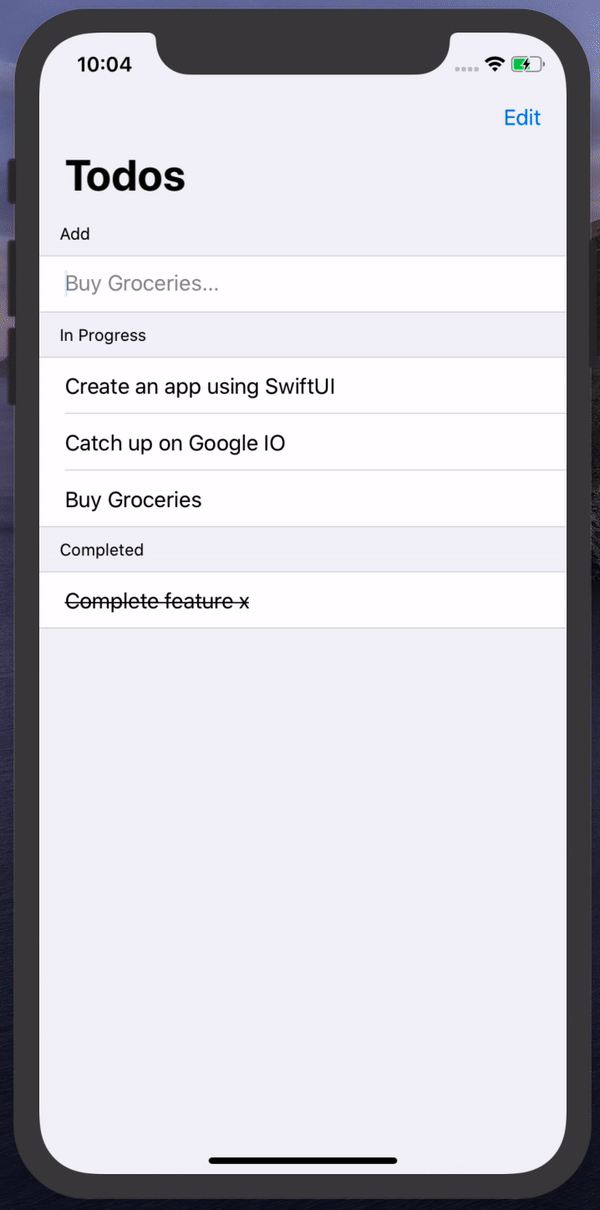 10:04
Edit
Todos
Add
Buy Groceries...
In Progress
Create an app using SwiftUI
Catch up on Google IO
Buy Groceries
Completed
Complete feature x